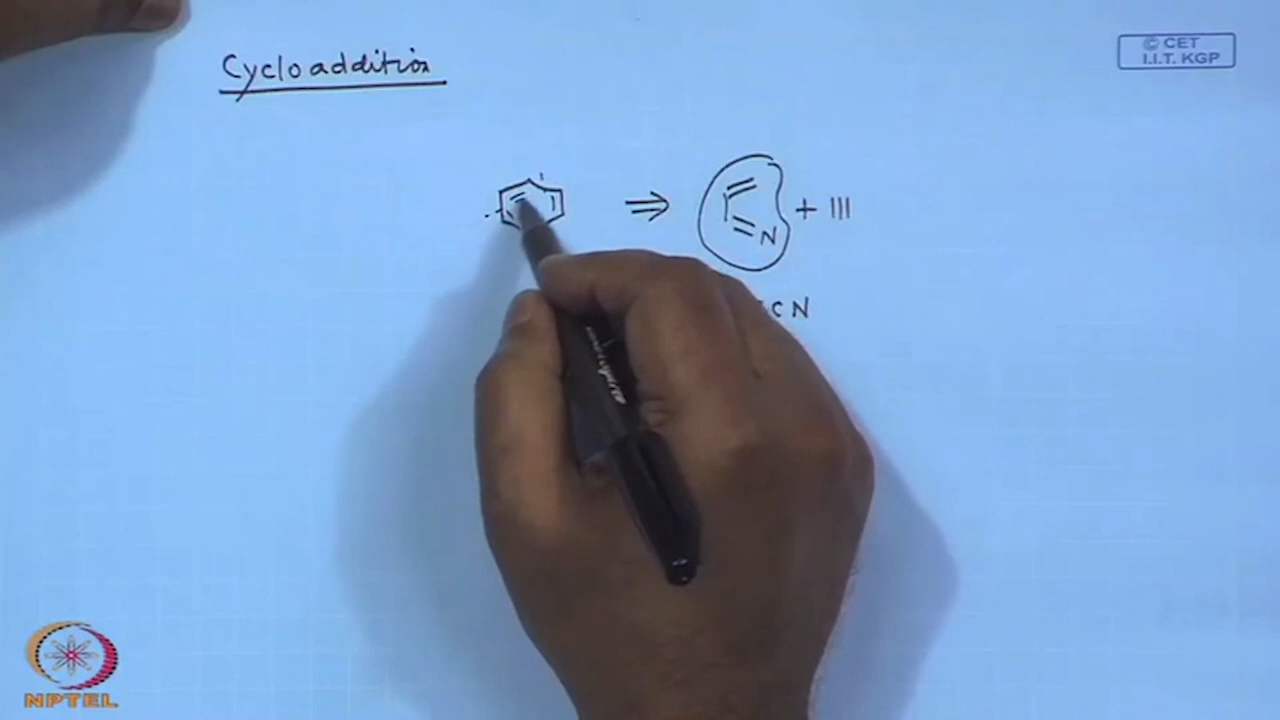 Cycloaddition
© CET
I.I.T. KGP
⇒ N + |||
C N
NPTEL